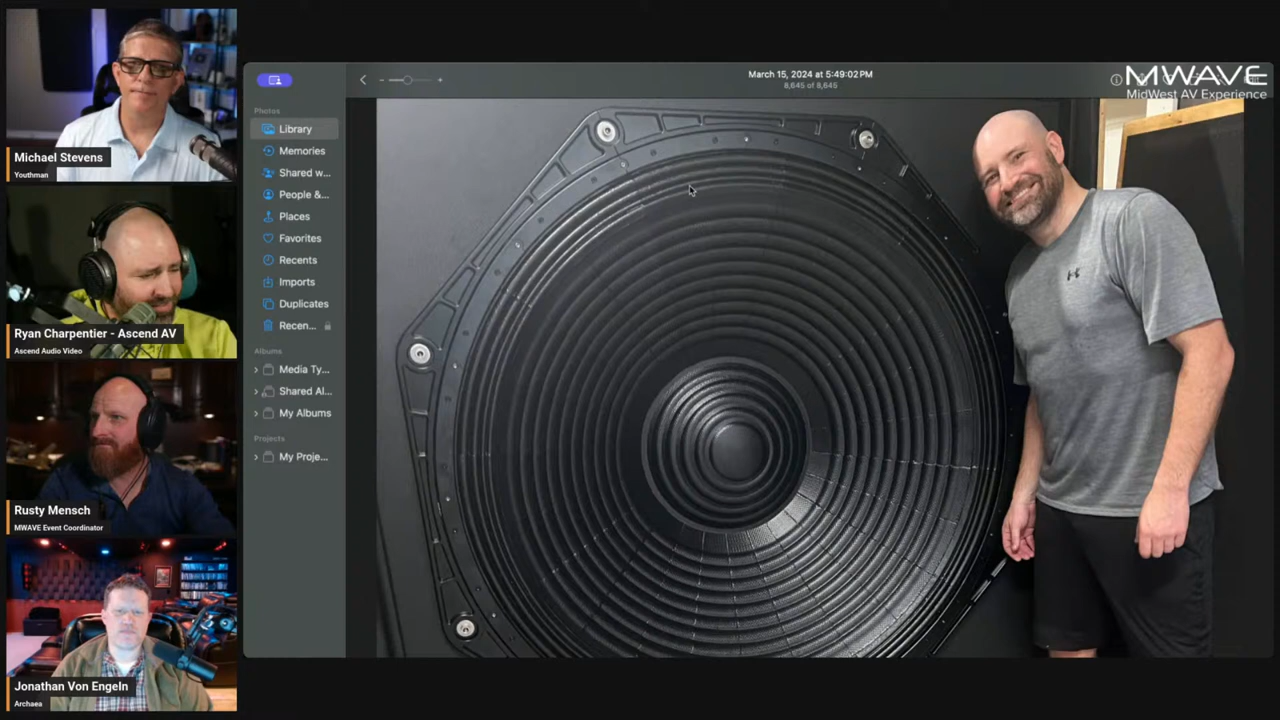 Michael Stevens
Youthman
Ryan Charpentier - Ascend AV
Ascend Audio Video
Rusty Mensch
MWAVE Event Coordinator
Jonathan Von Engeln
Archaea
Photos
Library
Memories
Shared w...
People &...
Places
Favorites
Recents
Imports
Duplicates
Recen...
Albums
Media Ty...
Shared Al...
My Albums
Projects
My Proje...
March 15, 2024 at 5:49:02 PM
8,645 of 8,645
MWAVE
MidWest AV Experience